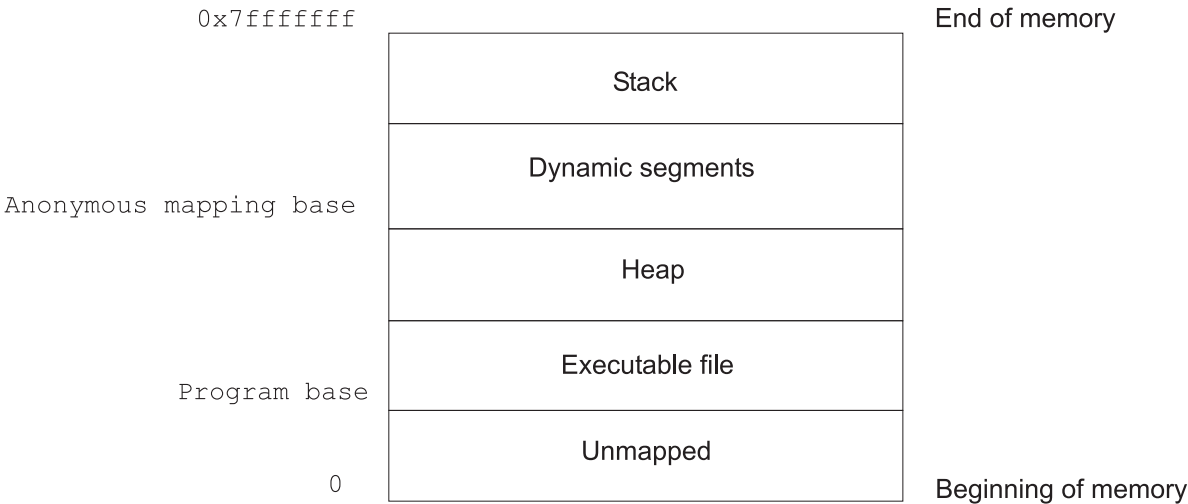 0x7fffffff
End of memory
Stack
Dynamic segments
Anonymous mapping base
Heap
Executable file
Program base
Unmapped
0
Beginning of memory